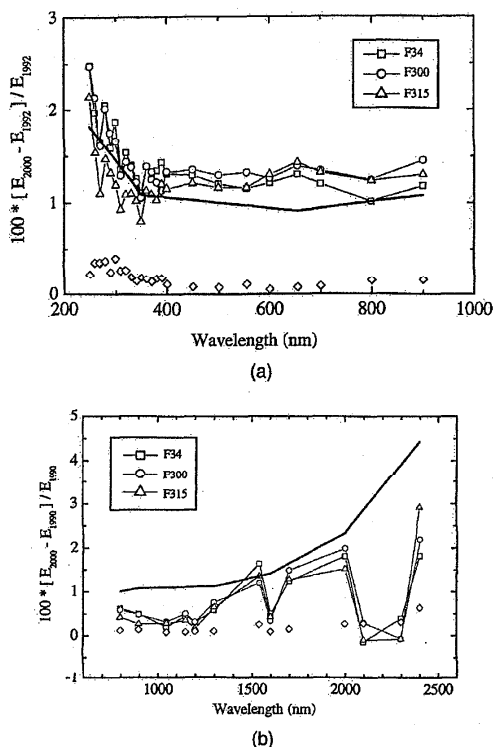 3
2
1
0
100 * [ E2000 - E1992 ] / E1992
F34
F300
F315
200 400 600 800 1000
Wavelength (nm)
(a)
5
4
3
2
1
0
-1
100 * [ E2000 - E1990 ] / E1990
F34
F300
F315
1000 1500 2000 2500
Wavelength (nm)
(b)